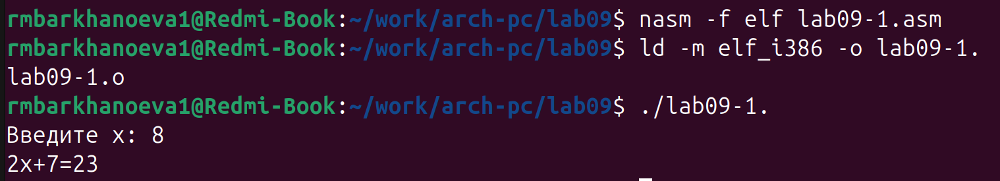 rmbarkhanoeva1@Redmi-Book:~/work/arch-pc/lab09$ nasm -f elf lab09-1.asm
rmbarkhanoeva1@Redmi-Book:~/work/arch-pc/lab09$ ld -m elf_i386 -o lab09-1.
lab09-1.o
rmbarkhanoeva1@Redmi-Book:~/work/arch-pc/lab09$ ./lab09-1.
Введите x: 8
2x+7=23